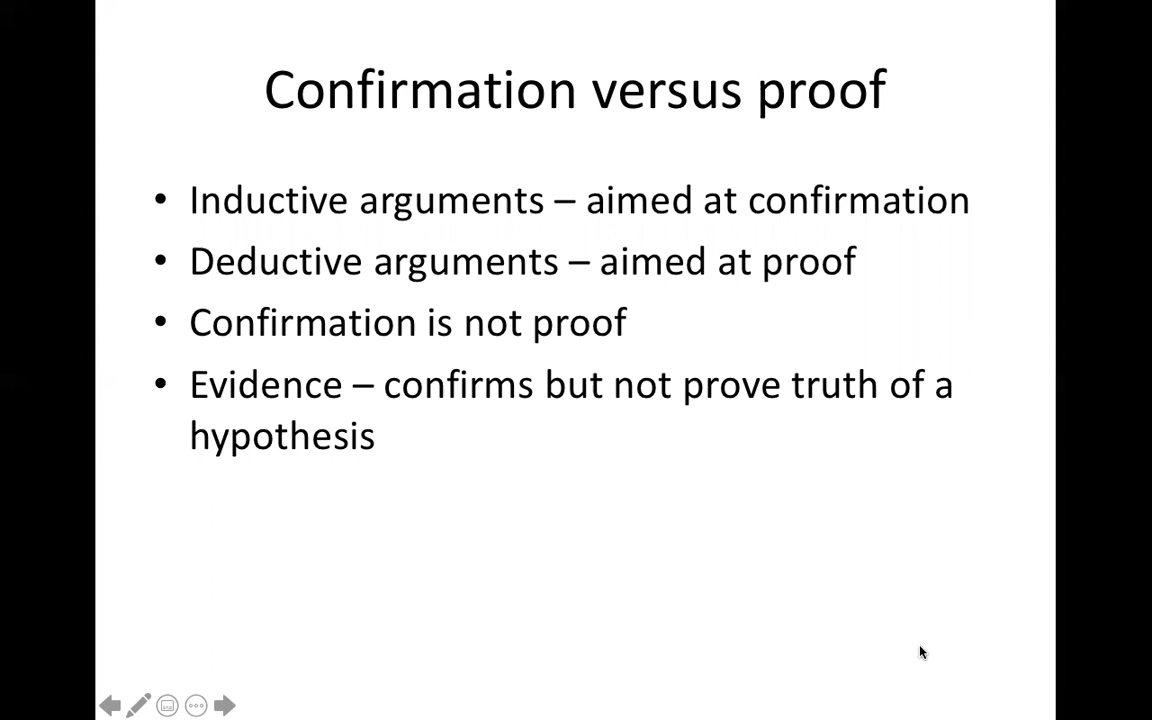 Confirmation versus proof
• Inductive arguments – aimed at confirmation
• Deductive arguments – aimed at proof
• Confirmation is not proof
• Evidence – confirms but not prove truth of a
hypothesis